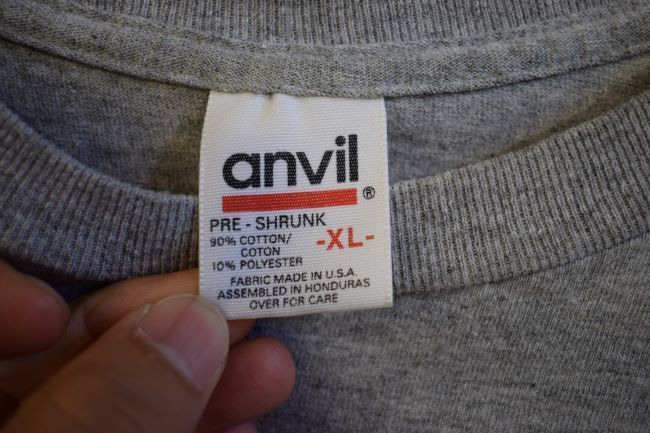 anvil
®
PRE - SHRUNK
90% COTTON/
COTON
10% POLYESTER
-XL-
FABRIC MADE IN U.S.A.
ASSEMBLED IN HONDURAS
OVER FOR CARE